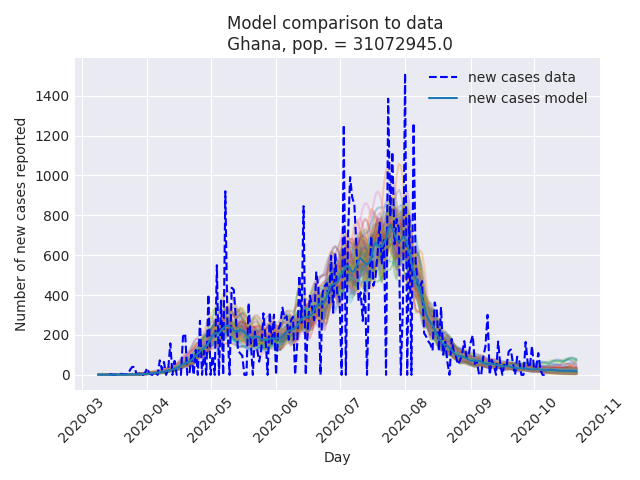 Model comparison to data
Ghana, pop. = 31072945.0
new cases data
new cases model
Number of new cases reported
1400
1200
1000
800
600
400
200
0
2020-03
2020-04
2020-05
2020-06
2020-07
2020-08
2020-09
2020-10
2020-11
Day